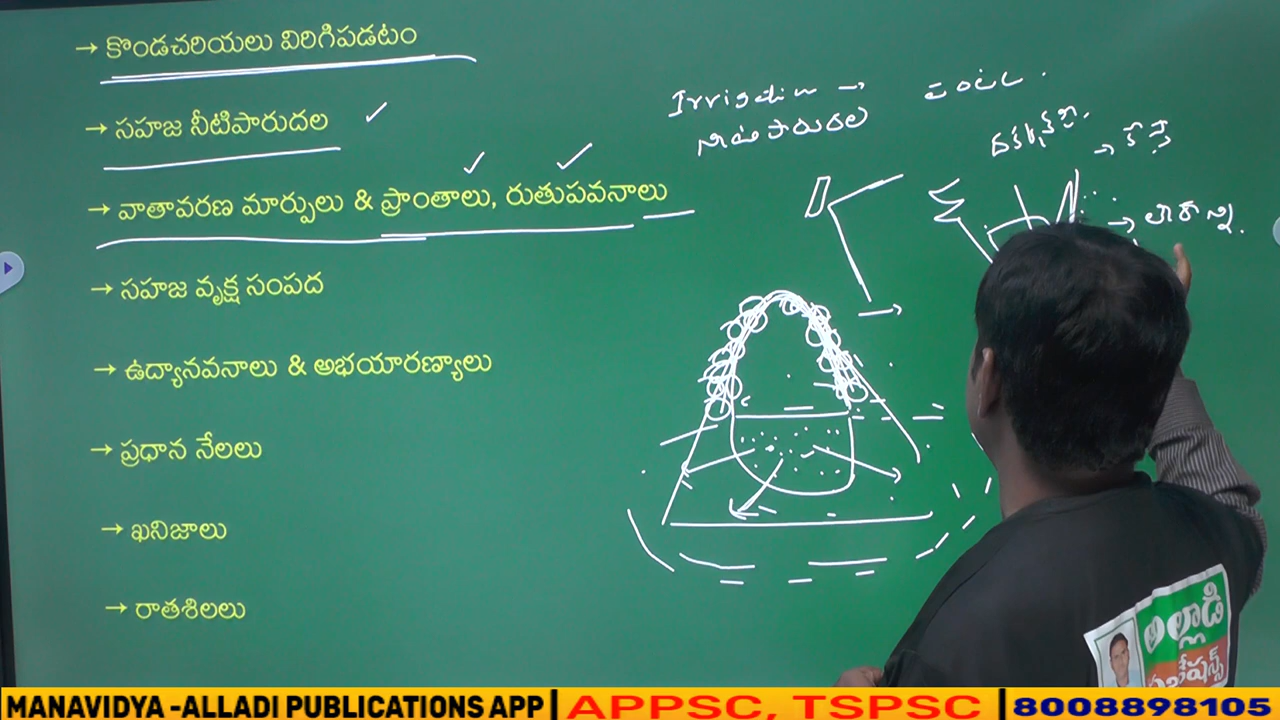 → కొండచరియలు విరిగిపడటం
→ సహజ నీటిపారుదల
→ వాతావరణ మార్పులు & ప్రాంతాలు, రుతుపవనాలు
→ సహజ వృక్ష సంపద
→ ఉద్యానవనాలు & అభయారణ్యాలు
→ ప్రధాన నేలలు
→ ఖనిజాలు
→ రాతశిలలు
Irrigation →
అల్లాడి
MANAVIDYA -ALLADI PUBLICATIONS APP | APPSC, TSPSC | 8008898105